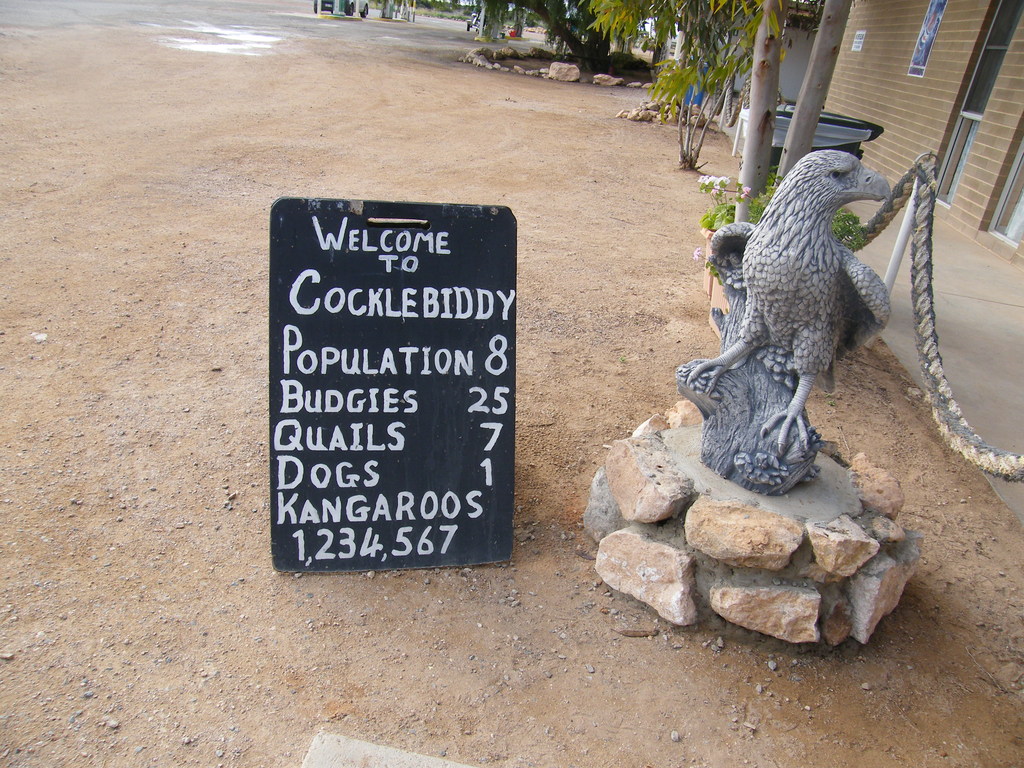 WELCOME
TO
COCKLEBIDDY
POPULATION 8
BUDGIES 25
QUAILS 7
DOGS 1
KANGAROOS
1,234,567